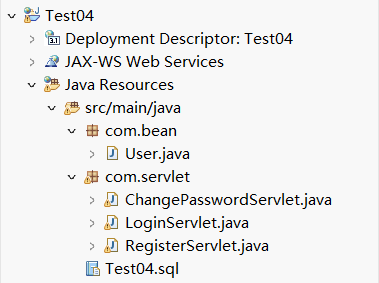 Test04
Deployment Descriptor: Test04
JAX-WS Web Services
Java Resources
src/main/java
com.bean
User.java
com.servlet
ChangePasswordServlet.java
LoginServlet.java
RegisterServlet.java
Test04.sql